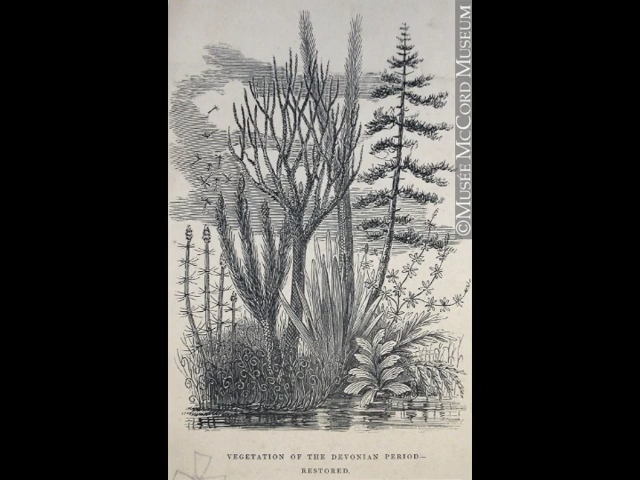 ©Musée McCord Museum
VEGETATION OF THE DEVONIAN PERIOD—
RESTORED.